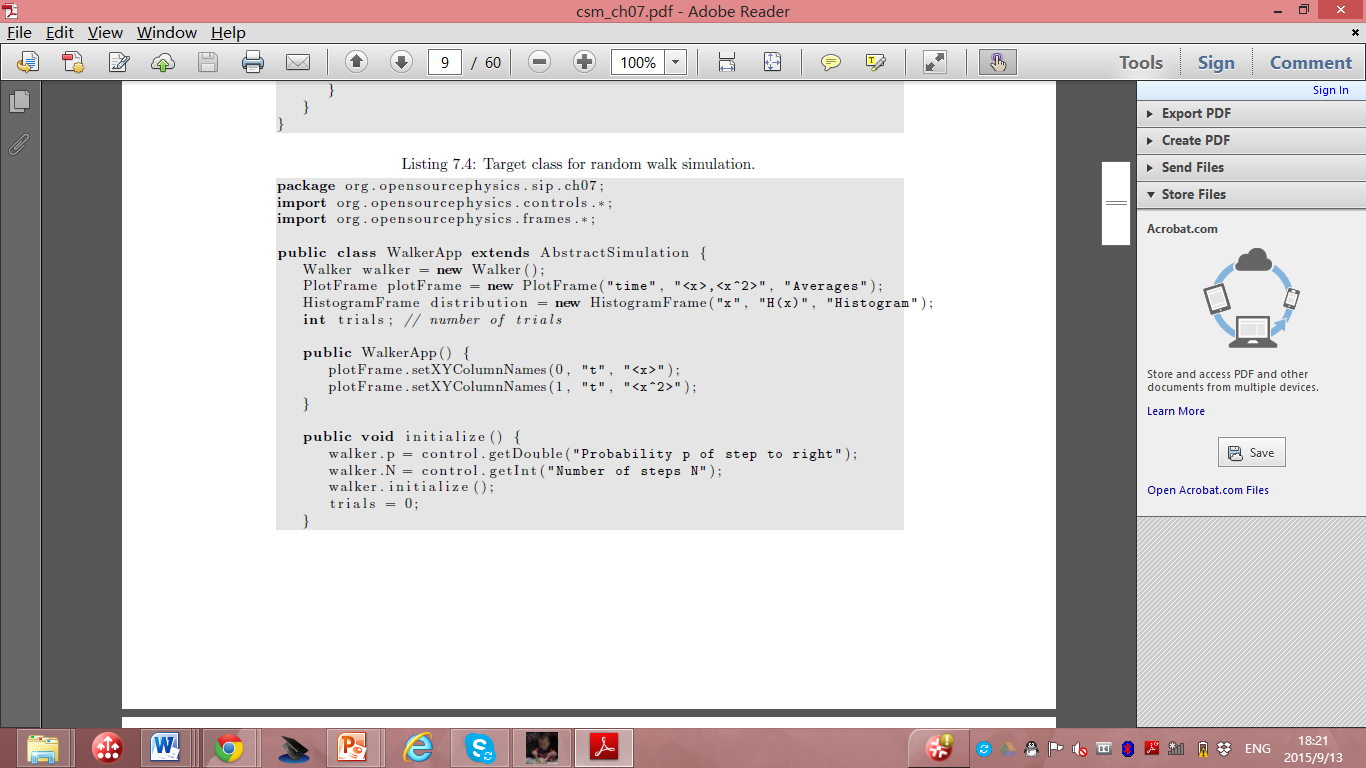 csm_ch07.pdf - Adobe Reader
File Edit View Window Help
9 / 60 100% Tools Sign Comment
Sign In
}
}
}
Listing 7.4: Target class for random walk simulation.
package org.opensourcephysics.sip.ch07;
import org.opensourcephysics.controls.*;
import org.opensourcephysics.frames.*;
public class WalkerApp extends AbstractSimulation {
Walker walker = new Walker();
PlotFrame plotFrame = new PlotFrame("time", "<x>,<x^2>", "Averages");
HistogramFrame distribution = new HistogramFrame("x", "H(x)", "Histogram");
int trials; // number of trials
public WalkerApp() {
plotFrame.setXYColumnNames(0, "t", "<x>");
plotFrame.setXYColumnNames(1, "t", "<x^2>");
}
public void initialize() {
walker.p = control.getDouble("Probability p of step to right");
walker.N = control.getInt("Number of steps N");
walker.initialize();
trials = 0;
}
Export PDF
Create PDF
Send Files
Store Files
Acrobat.com
Store and access PDF and other
documents from multiple devices.
Learn More
Save
Open Acrobat.com Files
ENG
18:21
2015/9/13